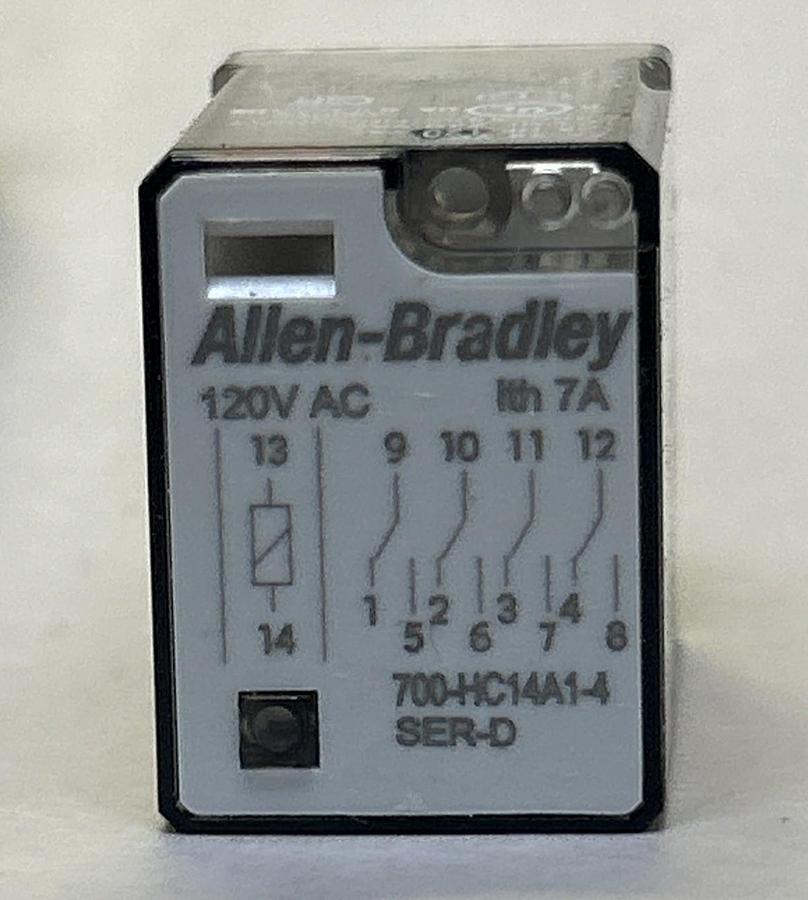 Allen-Bradley
120V AC Ith 7A
13 9 10 11 12
1 2 3 4
14 5 6 7 8
700-HC14A1-4
SER-D